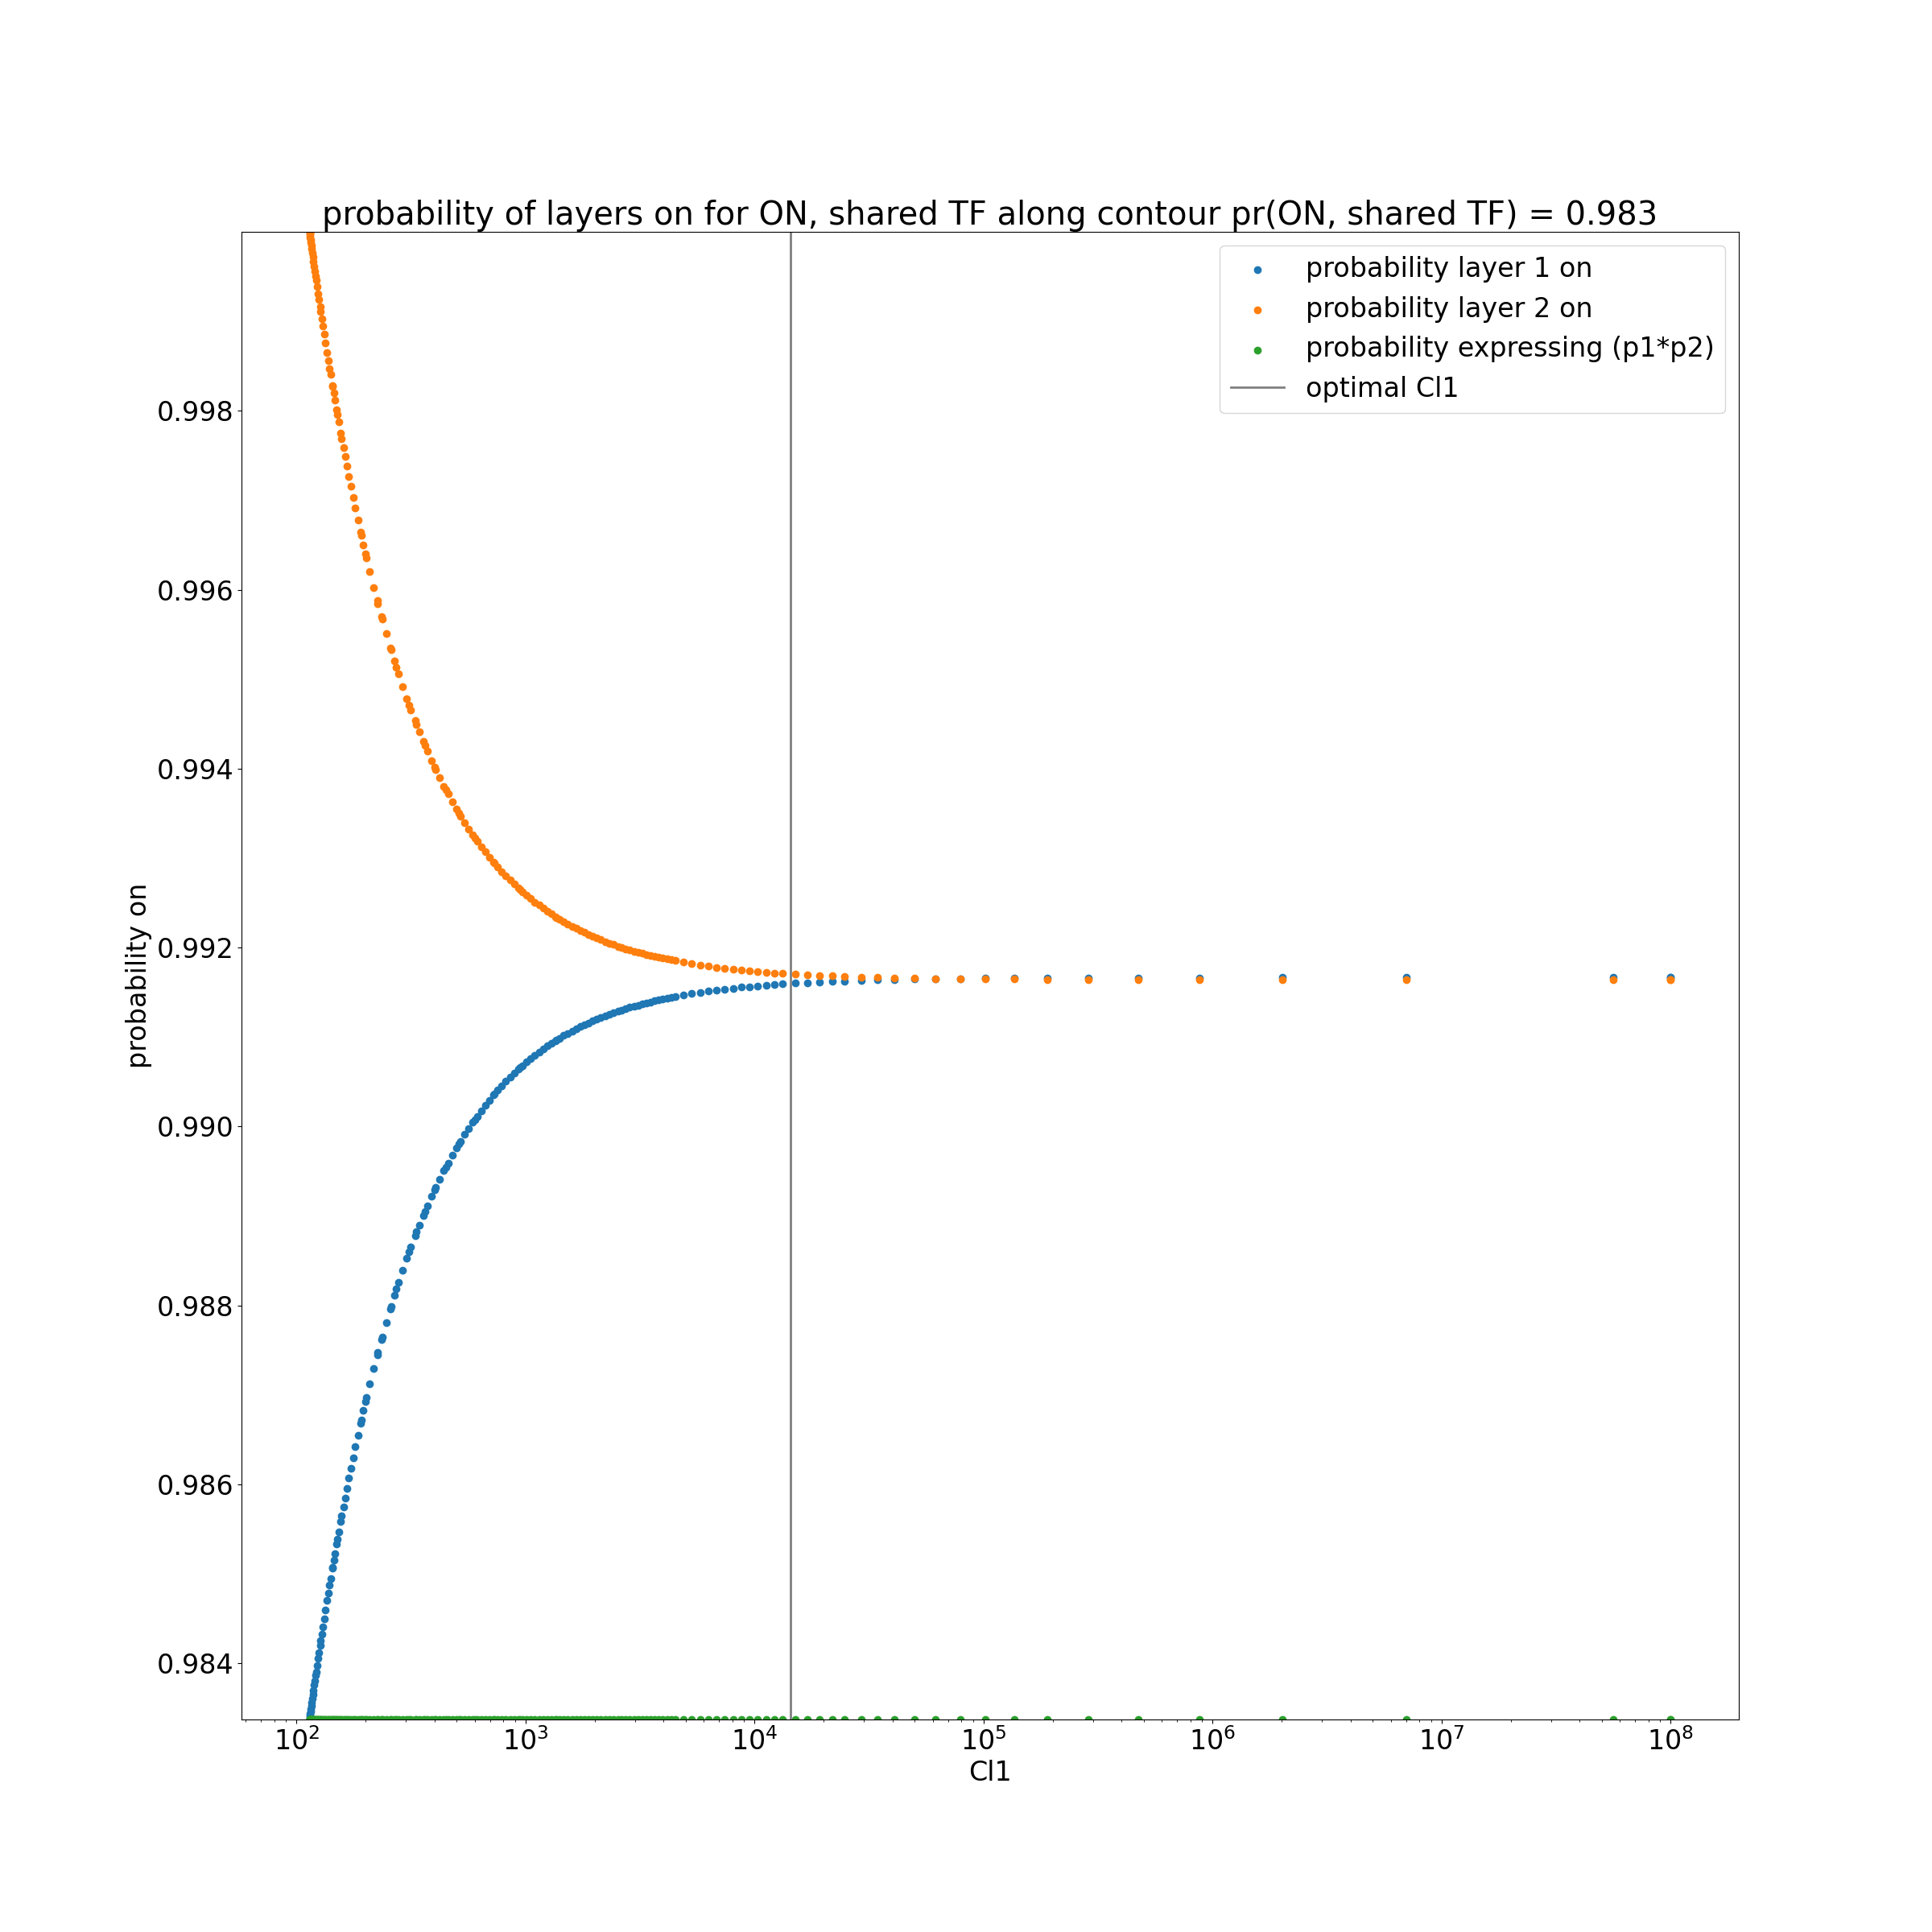 probability of layers on for ON, shared TF along contour pr(ON, shared TF) = 0.983
probability layer 1 on
probability layer 2 on
probability expressing (p1*p2)
optimal Cl1
probability on
0.998
0.996
0.994
0.992
0.990
0.988
0.986
0.984
10² 10³ 10⁴ 10⁵ 10⁶ 10⁷ 10⁸
Cl1